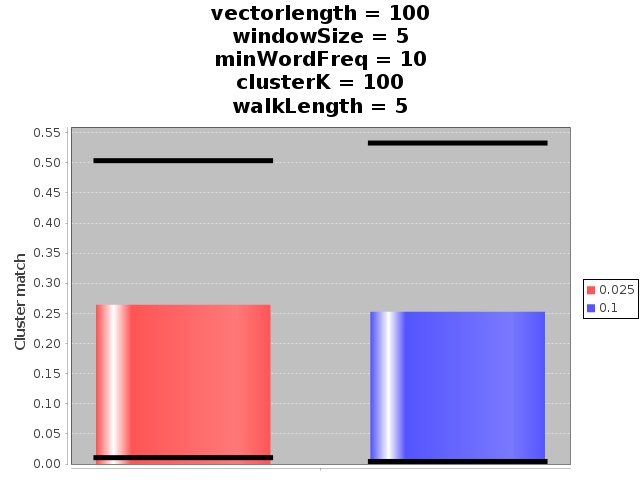 vectorlength = 100
windowSize = 5
minWordFreq = 10
clusterK = 100
walkLength = 5
0.55
0.50
0.45
0.40
0.35
0.30
0.25
0.20
0.15
0.10
0.05
0.00
Cluster match
0.025
0.1